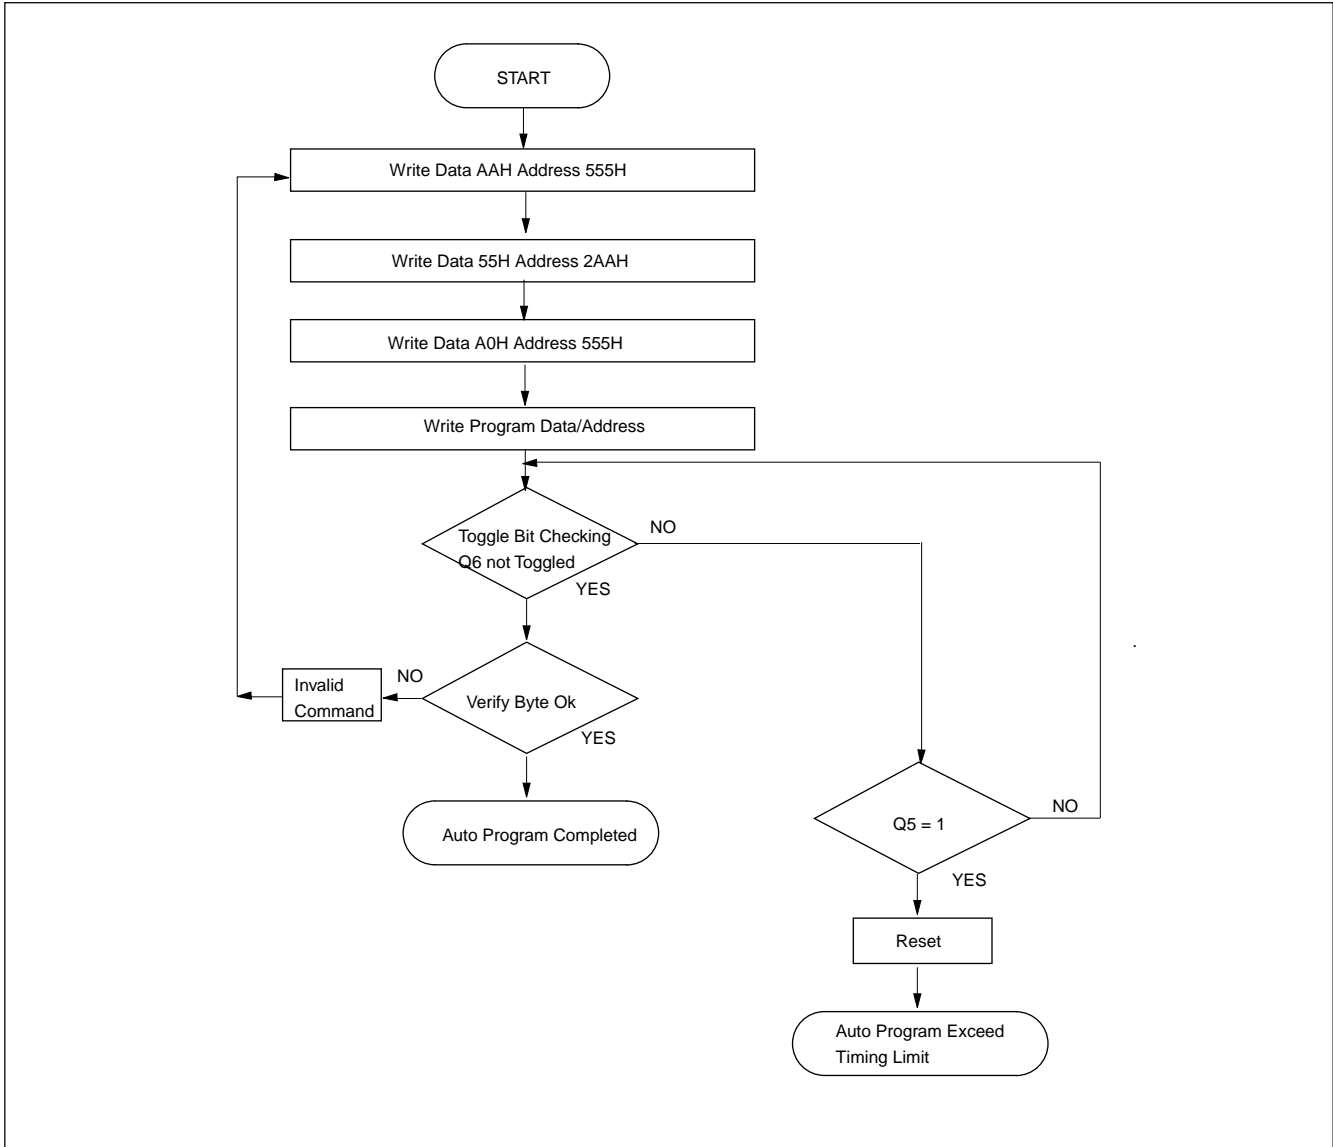 START
Write Data AAH Address 555H
Write Data 55H Address 2AAH
Write Data A0H Address 555H
Write Program Data/Address
Toggle Bit Checking
Q6 not Toggled
NO
YES
Invalid
Command
NO
Verify Byte Ok
YES
Auto Program Completed
Q5 = 1
NO
YES
Reset
Auto Program Exceed
Timing Limit